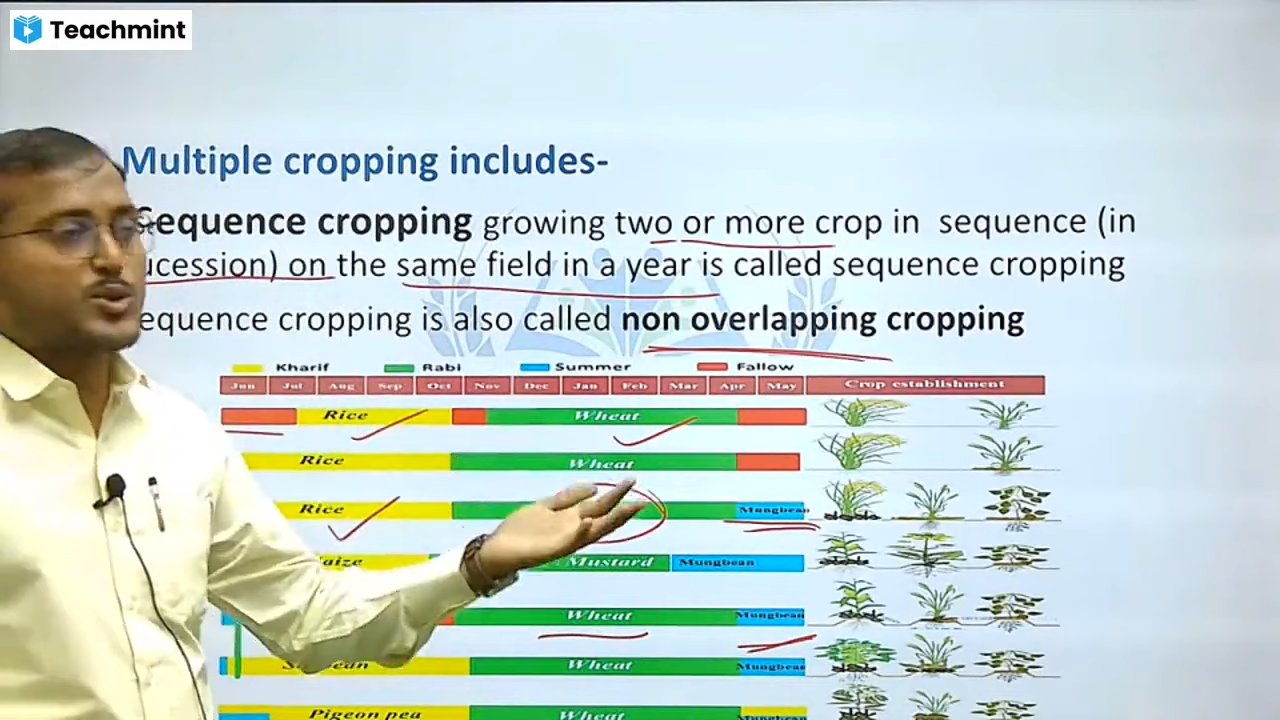 Teachmint
Multiple cropping includes-
Sequence cropping growing two or more crop in sequence (in
ucession) on the same field in a year is called sequence cropping
equence cropping is also called non overlapping cropping
Kharif Rabi Summer Fallow
Jun Jul Aug Sep Oct Nov Dec Jan Feb Mar Apr May Crop establishment
Rice Wheat
Rice Wheat
Rice Mungbean
aize Mustard Mungbean
Wheat Mungbean
Wheat Mungbean
Pigeon pea Wheat Mungbean